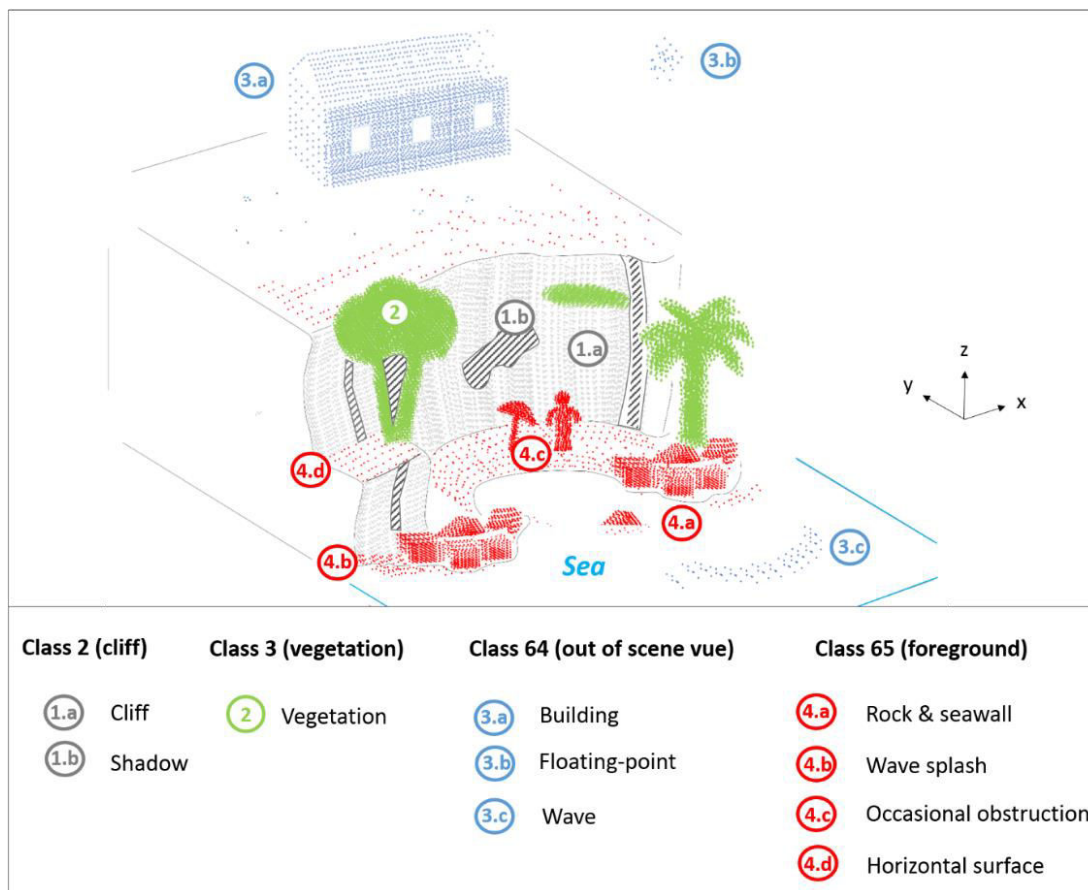 3.a
3.b
2
1.b
1.a
z
y
x
4.c
4.d
4.a
3.c
4.b
Sea
Class 2 (cliff)
Class 3 (vegetation)
Class 64 (out of scene vue)
Class 65 (foreground)
1.a Cliff
1.b Shadow
2 Vegetation
3.a Building
3.b Floating-point
3.c Wave
4.a Rock & seawall
4.b Wave splash
4.c Occasional obstruction
4.d Horizontal surface